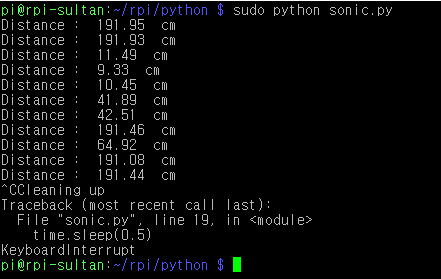 pi@rpi-sultan:~/rpi/python $ sudo python sonic.py
Distance :  191.95  cm
Distance :  191.93  cm
Distance :  11.49  cm
Distance :  9.33  cm
Distance :  10.45  cm
Distance :  41.89  cm
Distance :  42.51  cm
Distance :  191.46  cm
Distance :  64.92  cm
Distance :  191.08  cm
Distance :  191.44  cm
^CCleaning up
Traceback (most recent call last):
  File "sonic.py", line 19, in <module>
    time.sleep(0.5)
KeyboardInterrupt
pi@rpi-sultan:~/rpi/python $